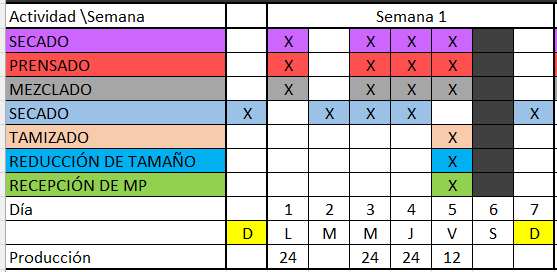 Actividad \Semana Semana 1
SECADO X X X X
PRENSADO X X X X
MEZCLADO X X X X
SECADO X X X X X
TAMIZADO X
REDUCCIÓN DE TAMAÑO X
RECEPCIÓN DE MP X
Día 1 2 3 4 5 6 7
D L M M J V S D
Producción 24 24 24 12